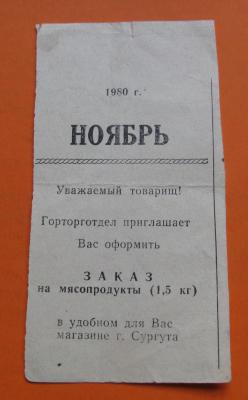 1980 г.
НОЯБРЬ
Уважаемый товарищ!
Горторготдел приглашает
Вас оформить
ЗАКАЗ
на мясопродукты (1,5 кг)
в удобном для Вас
магазине г. Сургута